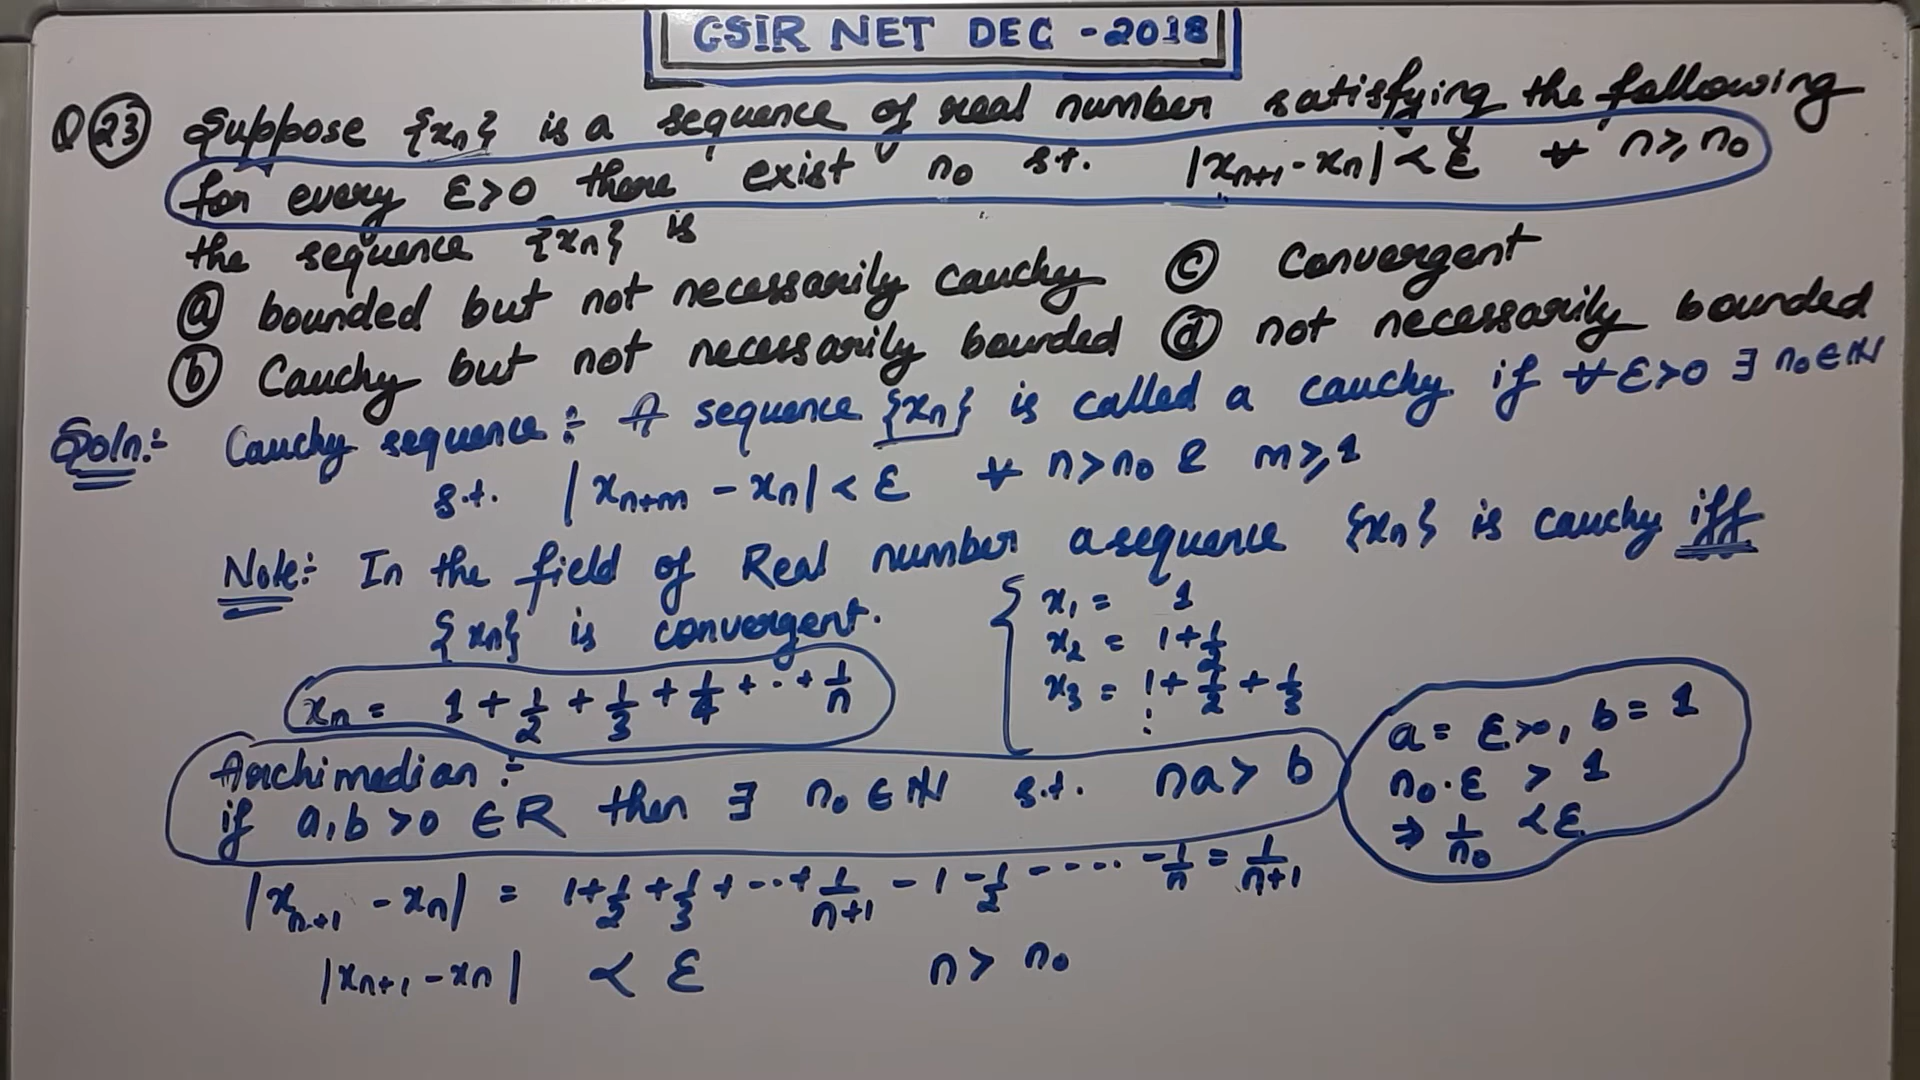 CSIR NET DEC - 2018
Q 23 Suppose {xₙ} is a sequence of real number satisfying the following
for every ε>0 there exist n₀ s.t. |xₙ₊₁ - xₙ| < ε ∀ n ≥ n₀
the sequence {xₙ} is
ⓐ bounded but not necessarily cauchy ⓒ Convergent
ⓑ Cauchy but not necessarily bounded ⓓ not necessarily bounded
Soln:- Cauchy sequence:- A sequence {xₙ} is called a cauchy if ∀ ε>0 ∃ n₀ ∈ ℕ
s.t. |xₙ₊ₘ - xₙ| < ε ∀ n > n₀ & m ≥ 1
Note:- In the field of Real number a sequence {xₙ} is cauchy iff
{xₙ} is convergent.
xₙ = 1 + 1/2 + 1/3 + 1/4 + ... + 1/n
x₁ = 1
x₂ = 1 + 1/2
x₃ = 1 + 1/2 + 1/3
⋮
Archimedian :-
if a, b > 0 ∈ R then ∃ n₀ ∈ ℕ s.t. na > b
a = ε>0, b = 1
n₀·ε > 1
⇒ 1/n₀ < ε
|xₙ₊₁ - xₙ| = 1 + 1/2 + 1/3 + ... + 1/(n+1) - 1 - 1/2 - .... - 1/n = 1/(n+1)
|xₙ₊₁ - xₙ| < ε n > n₀